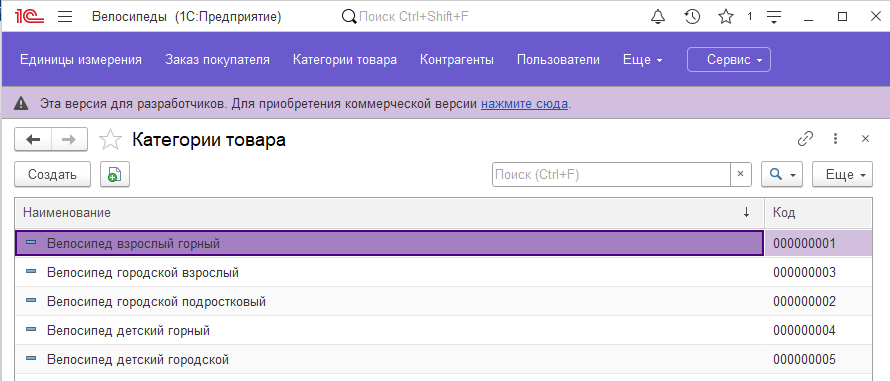 1С Велосипеды (1С:Предприятие) Поиск Ctrl+Shift+F 1
Единицы измерения Заказ покупателя Категории товара Контрагенты Пользователи Еще Сервис
Эта версия для разработчиков. Для приобретения коммерческой версии нажмите сюда.
Категории товара
Создать Поиск (Ctrl+F) × Еще
Наименование ↓ Код
Велосипед взрослый горный 000000001
Велосипед городской взрослый 000000003
Велосипед городской подростковый 000000002
Велосипед детский горный 000000004
Велосипед детский городской 000000005